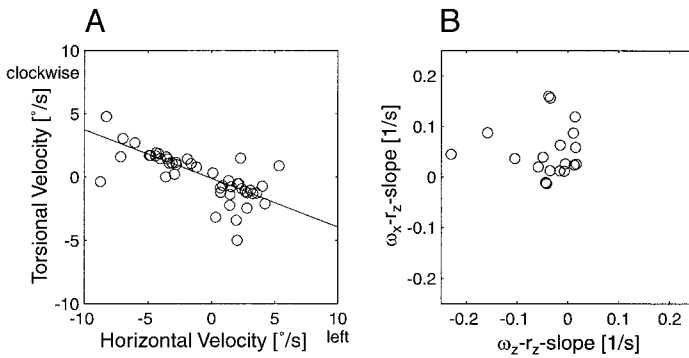 A
10
clockwise
5
0
-5
-10
Torsional Velocity [°/s]
-10
-5
0
5
10
Horizontal Velocity [°/s]
left
B
0.2
0.1
0
-0.1
-0.2
ωx-rz-slope [1/s]
-0.2
-0.1
0
0.1
0.2
ωz-rz-slope [1/s]